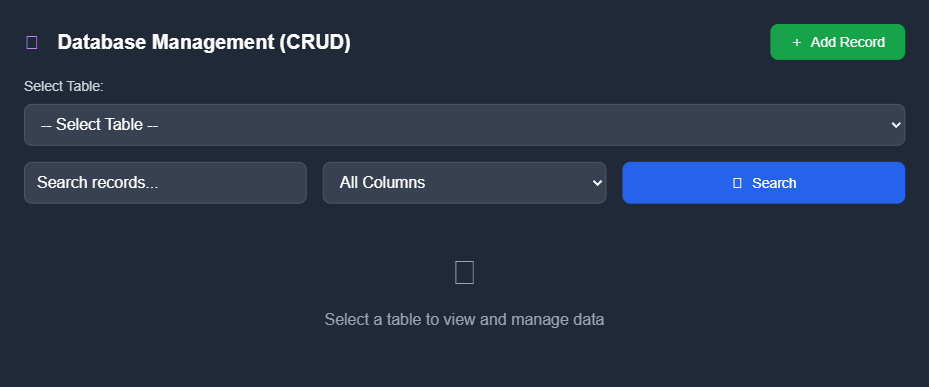 Database Management (CRUD)
+ Add Record
Select Table:
-- Select Table --
Search records...
All Columns
Search
Select a table to view and manage data